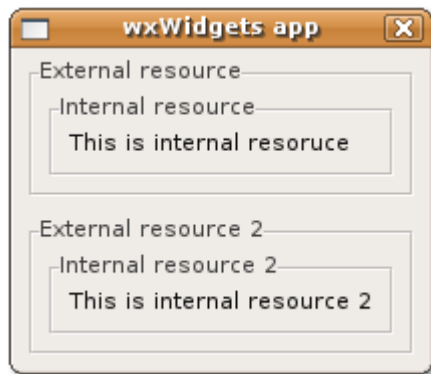 wxWidgets app
External resource
Internal resource
This is internal resoruce
External resource 2
Internal resource 2
This is internal resource 2